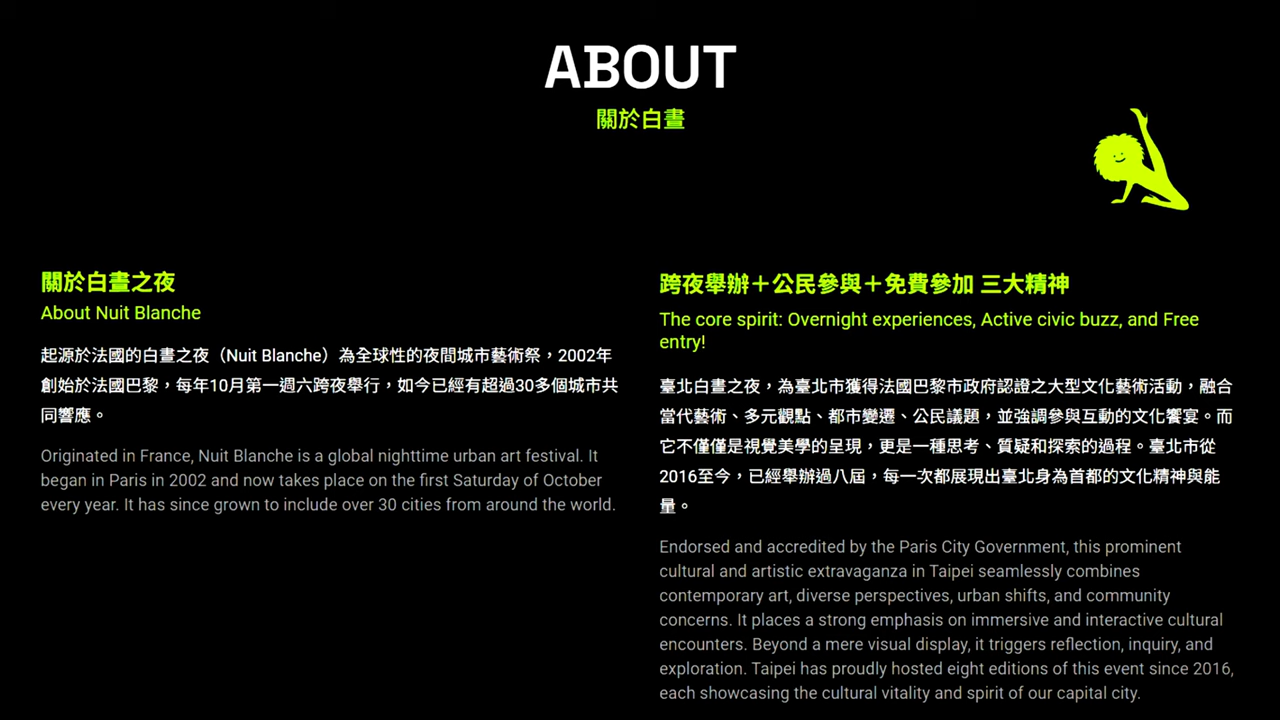 ABOUT
關於白晝
關於白晝之夜
About Nuit Blanche
起源於法國的白晝之夜（Nuit Blanche）為全球性的夜間城市藝術祭，2002年
創始於法國巴黎，每年10月第一週六跨夜舉行，如今已經有超過30多個城市共
同響應。
Originated in France, Nuit Blanche is a global nighttime urban art festival. It
began in Paris in 2002 and now takes place on the first Saturday of October
every year. It has since grown to include over 30 cities from around the world.
跨夜舉辦＋公民參與＋免費參加 三大精神
The core spirit: Overnight experiences, Active civic buzz, and Free
entry!
臺北白晝之夜，為臺北市獲得法國巴黎市政府認證之大型文化藝術活動，融合
當代藝術、多元觀點、都市變遷、公民議題，並強調參與互動的文化饗宴。而
它不僅僅是視覺美學的呈現，更是一種思考、質疑和探索的過程。臺北市從
2016至今，已經舉辦過八屆，每一次都展現出臺北身為首都的文化精神與能
量。
Endorsed and accredited by the Paris City Government, this prominent
cultural and artistic extravaganza in Taipei seamlessly combines
contemporary art, diverse perspectives, urban shifts, and community
concerns. It places a strong emphasis on immersive and interactive cultural
encounters. Beyond a mere visual display, it triggers reflection, inquiry, and
exploration. Taipei has proudly hosted eight editions of this event since 2016,
each showcasing the cultural vitality and spirit of our capital city.